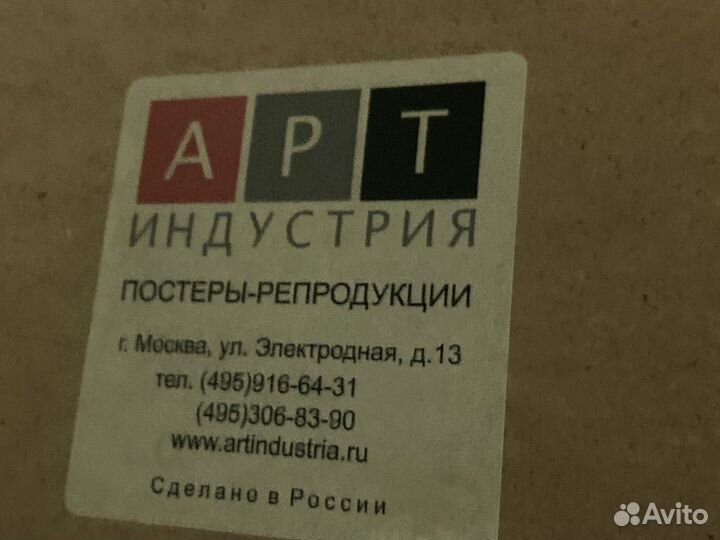 АРТ
ИНДУСТРИЯ
ПОСТЕРЫ-РЕПРОДУКЦИИ
г. Москва, ул. Электродная, д.13
тел. (495)916-64-31
(495)306-83-90
www.artindustria.ru
Сделано в России
Avito